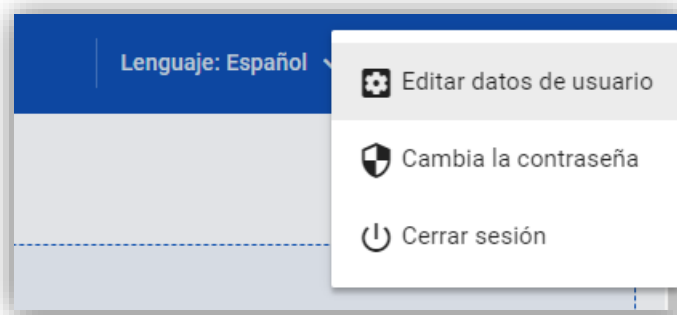 Lenguaje: Español
Editar datos de usuario
Cambia la contraseña
Cerrar sesión